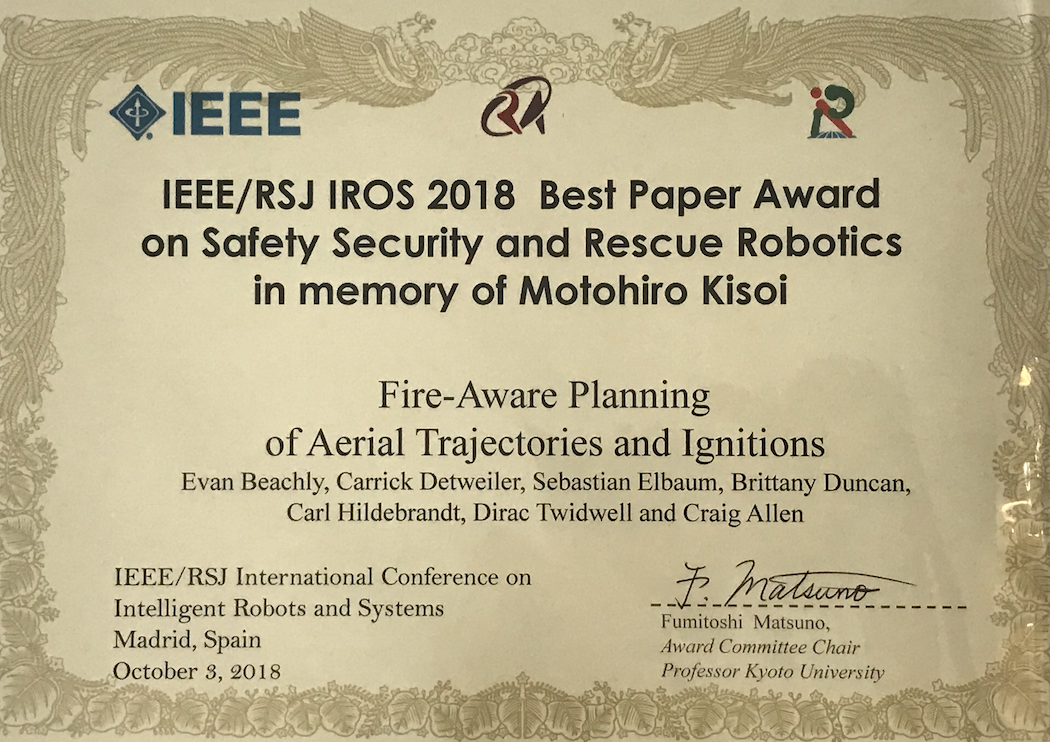 IEEE
IEEE/RSJ IROS 2018 Best Paper Award
on Safety Security and Rescue Robotics
in memory of Motohiro Kisoi
Fire-Aware Planning
of Aerial Trajectories and Ignitions
Evan Beachly, Carrick Detweiler, Sebastian Elbaum, Brittany Duncan,
Carl Hildebrandt, Dirac Twidwell and Craig Allen
IEEE/RSJ International Conference on
Intelligent Robots and Systems
Madrid, Spain
October 3, 2018
F. Matsuno
Fumitoshi Matsuno,
Award Committee Chair
Professor Kyoto University